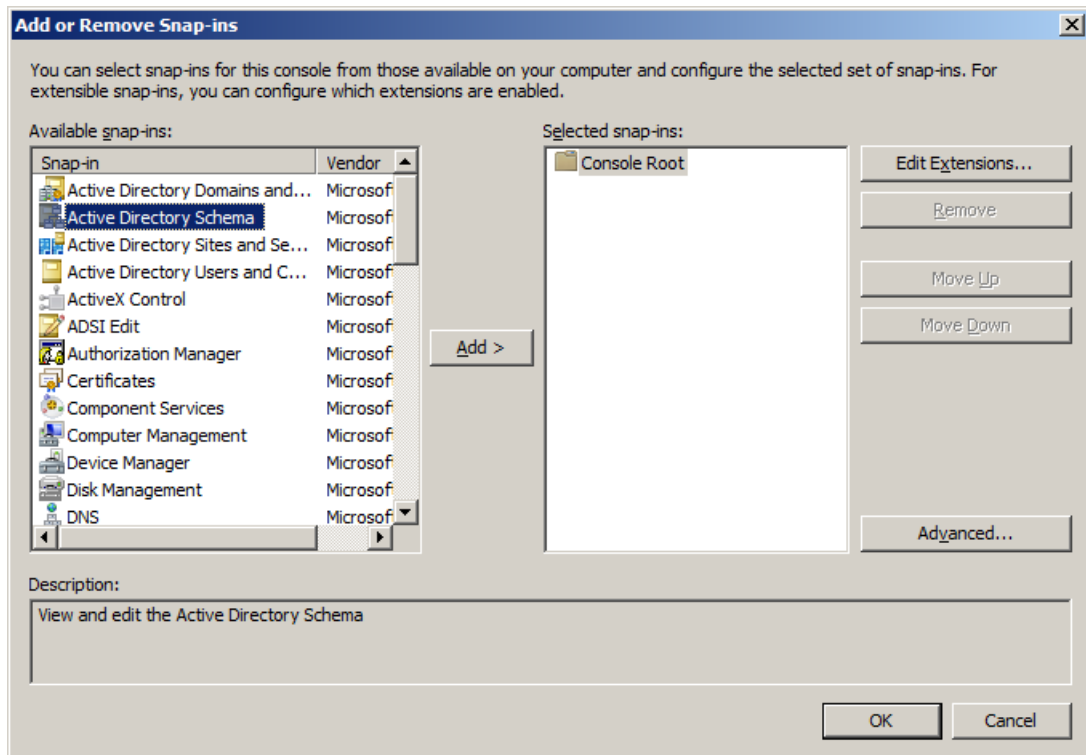 Add or Remove Snap-ins
You can select snap-ins for this console from those available on your computer and configure the selected set of snap-ins. For
extensible snap-ins, you can configure which extensions are enabled.
Available snap-ins:
Selected snap-ins:
Snap-in Vendor
Active Directory Domains and... Microsof
Active Directory Schema Microsof
Active Directory Sites and Se... Microsof
Active Directory Users and C... Microsof
ActiveX Control Microsof
ADSI Edit Microsof
Authorization Manager Microsof
Certificates Microsof
Component Services Microsof
Computer Management Microsof
Device Manager Microsof
Disk Management Microsof
DNS Microsof
Add >
Console Root
Edit Extensions...
Remove
Move Up
Move Down
Advanced...
Description:
View and edit the Active Directory Schema
OK Cancel